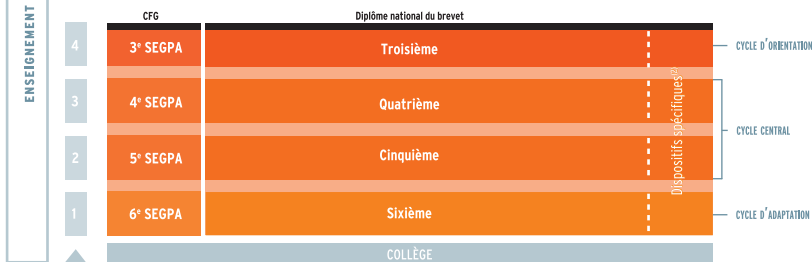 ENSEIGNEMENT
CFG
Diplôme national du brevet
4
3e SEGPA
Troisième
CYCLE D'ORIENTATION
3
4e SEGPA
Quatrième
Dispositifs spécifiques(2)
CYCLE CENTRAL
2
5e SEGPA
Cinquième
1
6e SEGPA
Sixième
CYCLE D'ADAPTATION
COLLÈGE